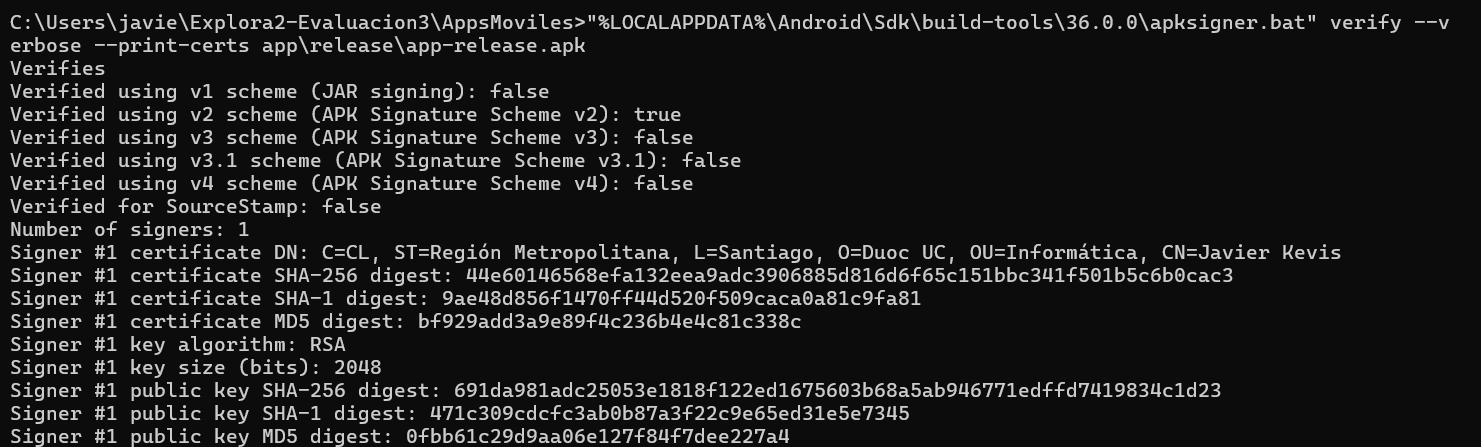 C:\Users\javie\Explora2-Evaluacion3\AppsMoviles>"%LOCALAPPDATA%\Android\Sdk\build-tools\36.0.0\apksigner.bat" verify --v
erbose --print-certs app\release\app-release.apk
Verifies
Verified using v1 scheme (JAR signing): false
Verified using v2 scheme (APK Signature Scheme v2): true
Verified using v3 scheme (APK Signature Scheme v3): false
Verified using v3.1 scheme (APK Signature Scheme v3.1): false
Verified using v4 scheme (APK Signature Scheme v4): false
Verified for SourceStamp: false
Number of signers: 1
Signer #1 certificate DN: C=CL, ST=Región Metropolitana, L=Santiago, O=Duoc UC, OU=Informática, CN=Javier Kevis
Signer #1 certificate SHA-256 digest: 44e60146568efa132eea9adc3906885d816d6f65c151bbc341f501b5c6b0cac3
Signer #1 certificate SHA-1 digest: 9ae48d856f1470ff44d520f509caca0a81c9fa81
Signer #1 certificate MD5 digest: bf929add3a9e89f4c236b4e4c81c338c
Signer #1 key algorithm: RSA
Signer #1 key size (bits): 2048
Signer #1 public key SHA-256 digest: 691da981adc25053e1818f122ed1675603b68a5ab946771edffd7419834c1d23
Signer #1 public key SHA-1 digest: 471c309cdcfc3ab0b87a3f22c9e65ed31e5e7345
Signer #1 public key MD5 digest: 0fbb61c29d9aa06e127f84f7dee227a4